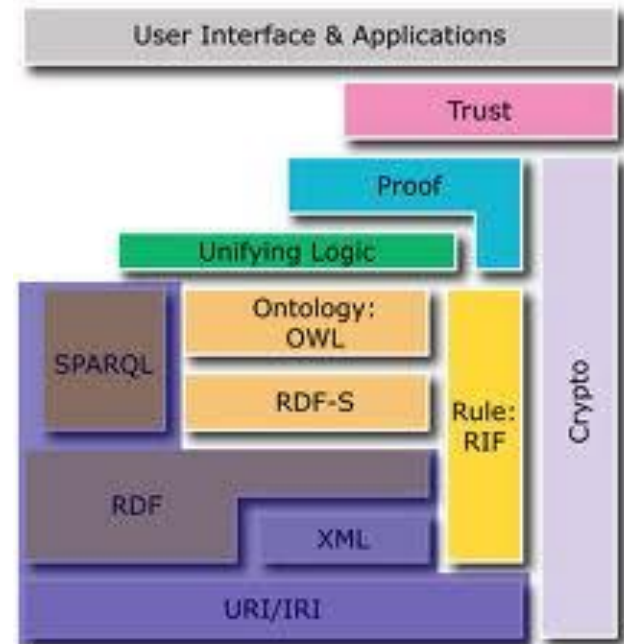 User Interface & Applications
Trust
Proof
Unifying Logic
Ontology:
OWL
SPARQL
RDF-S
Rule:
RIF
Crypto
RDF
XML
URI/IRI